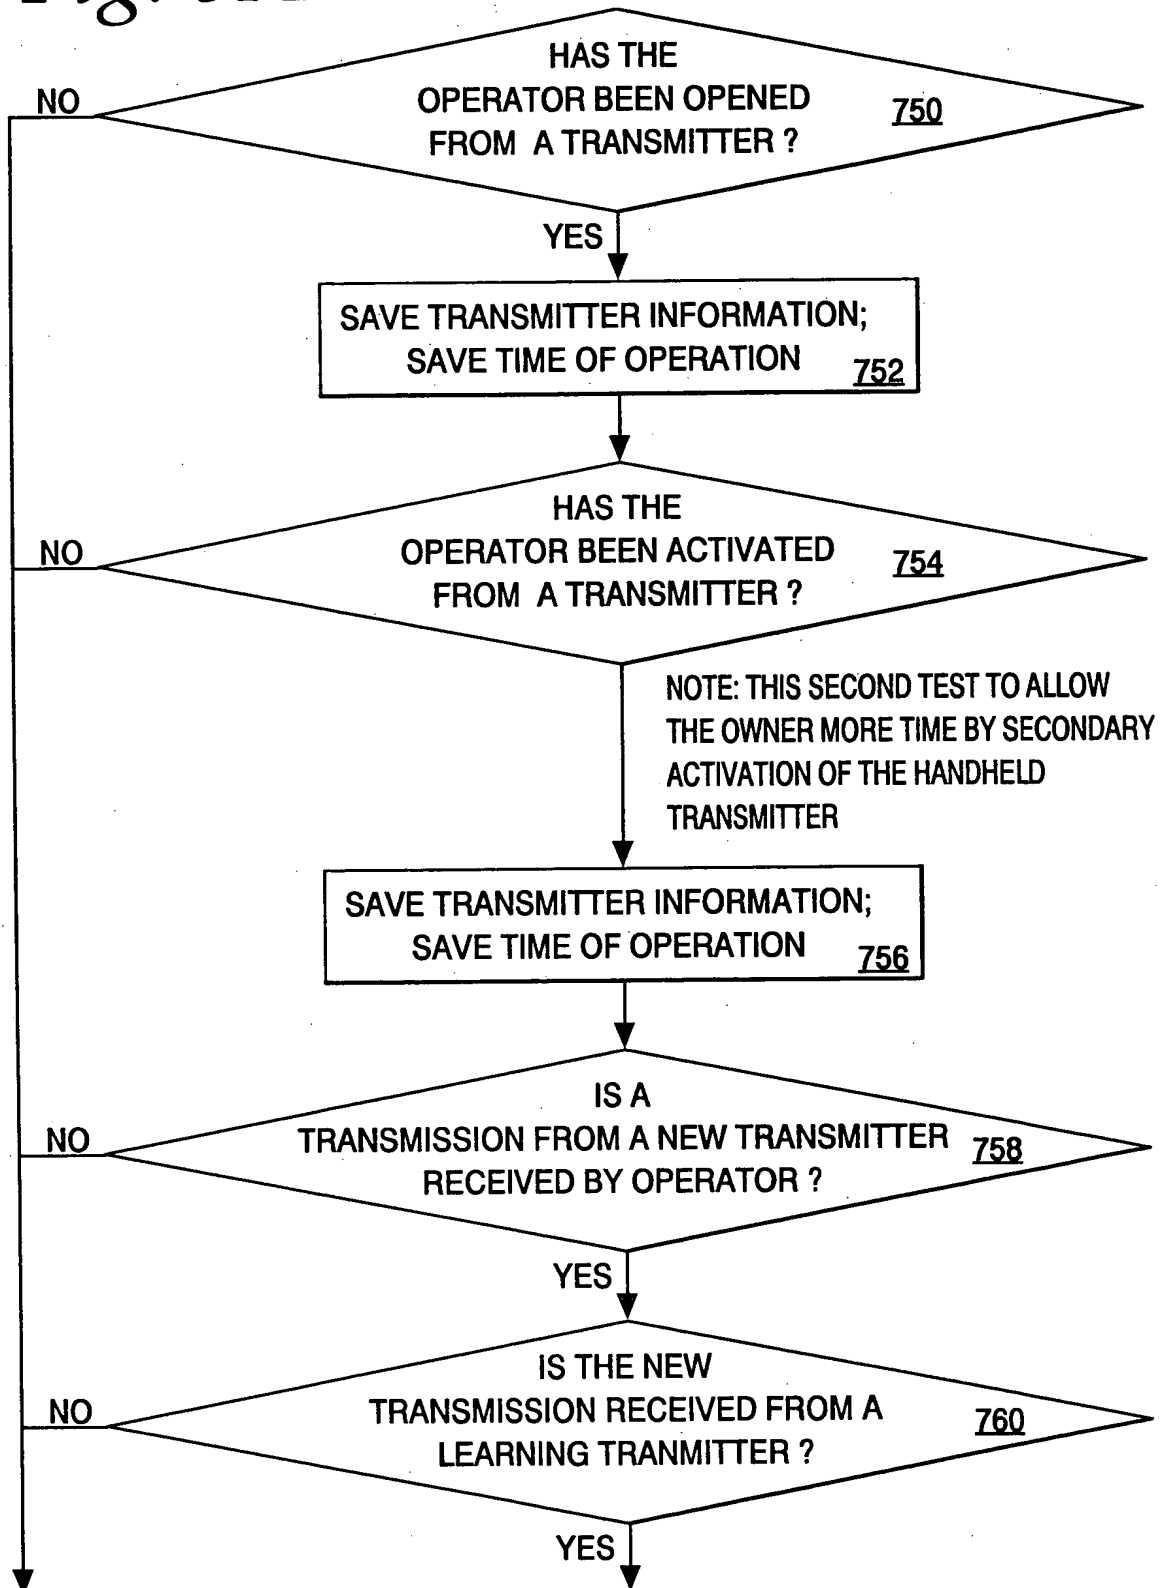 Fig.
HAS THE
OPERATOR BEEN OPENED
FROM A TRANSMITTER ?
750
NO
YES
SAVE TRANSMITTER INFORMATION;
SAVE TIME OF OPERATION
752
HAS THE
OPERATOR BEEN ACTIVATED
FROM A TRANSMITTER ?
754
NO
NOTE: THIS SECOND TEST TO ALLOW
THE OWNER MORE TIME BY SECONDARY
ACTIVATION OF THE HANDHELD
TRANSMITTER
SAVE TRANSMITTER INFORMATION;
SAVE TIME OF OPERATION
756
IS A
TRANSMISSION FROM A NEW TRANSMITTER
RECEIVED BY OPERATOR ?
758
NO
YES
IS THE NEW
TRANSMISSION RECEIVED FROM A
LEARNING TRANMITTER ?
760
NO
YES